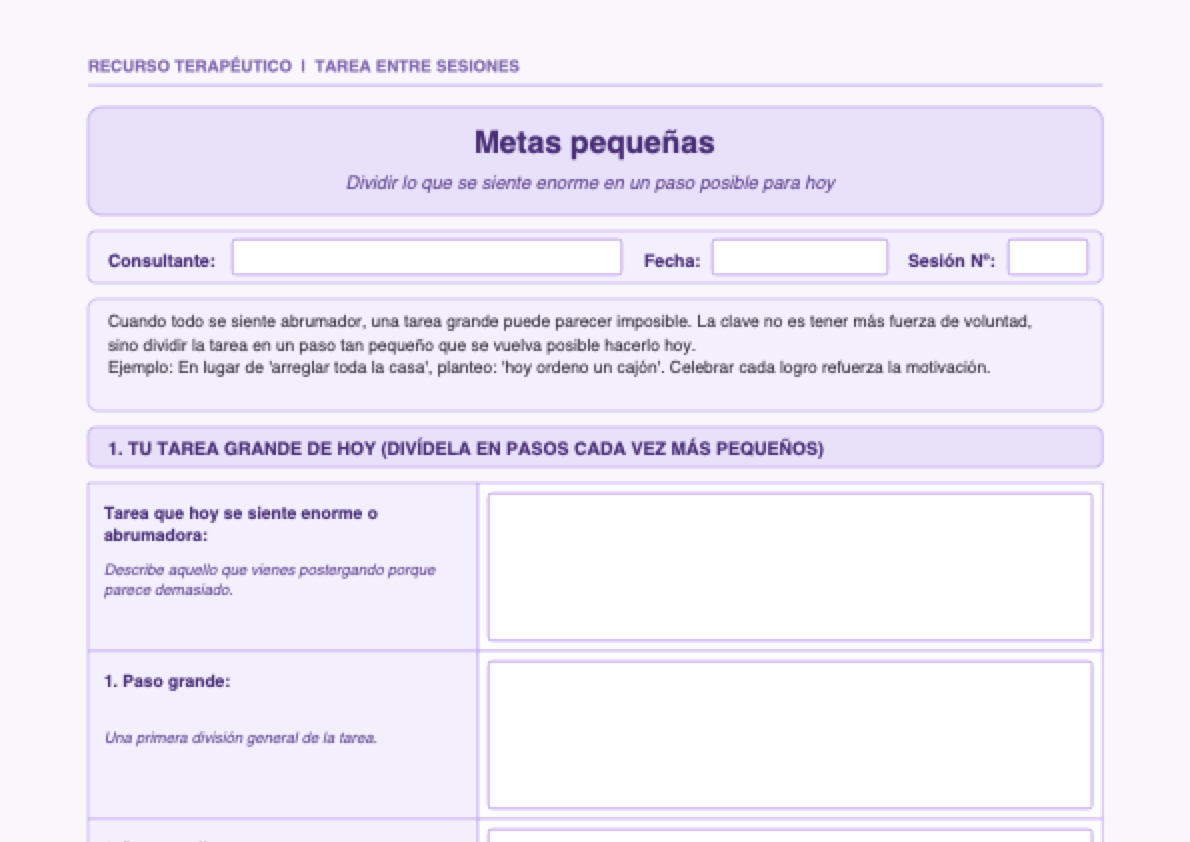 RECURSO TERAPÉUTICO | TAREA ENTRE SESIONES
Metas pequeñas
Dividir lo que se siente enorme en un paso posible para hoy
Consultante: Fecha: Sesión N°:
Cuando todo se siente abrumador, una tarea grande puede parecer imposible. La clave no es tener más fuerza de voluntad,
sino dividir la tarea en un paso tan pequeño que se vuelva posible hacerlo hoy.
Ejemplo: En lugar de 'arreglar toda la casa', planteo: 'hoy ordeno un cajón'. Celebrar cada logro refuerza la motivación.
1. TU TAREA GRANDE DE HOY (DIVÍDELA EN PASOS CADA VEZ MÁS PEQUEÑOS)
Tarea que hoy se siente enorme o
abrumadora:
Describe aquello que vienes postergando porque
parece demasiado.
1. Paso grande:
Una primera división general de la tarea.